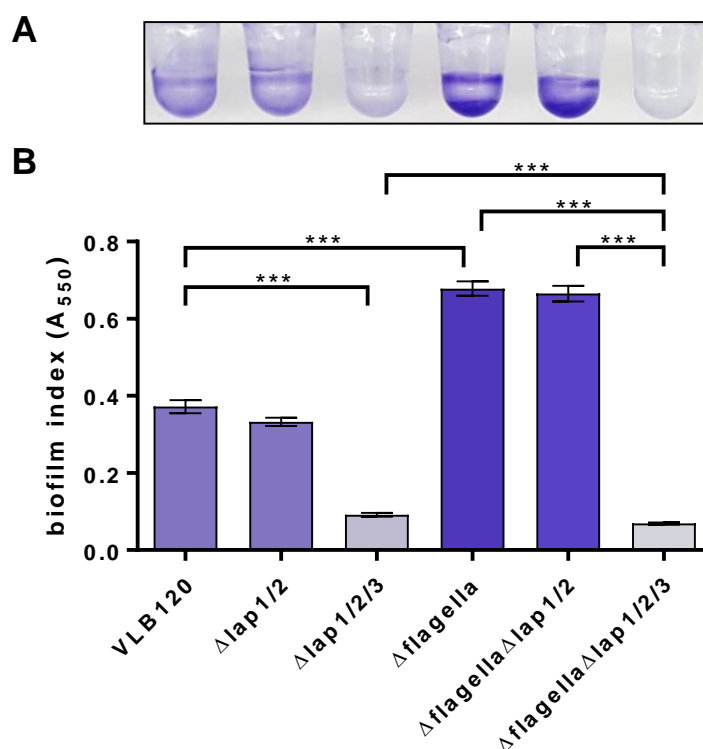 A
B
***
***
***
***
***
biofilm index (A550)
0.8
0.6
0.4
0.2
0.0
VLB120
Δlap1/2
Δlap1/2/3
Δflagella
ΔflagellaΔlap1/2
ΔflagellaΔlap1/2/3